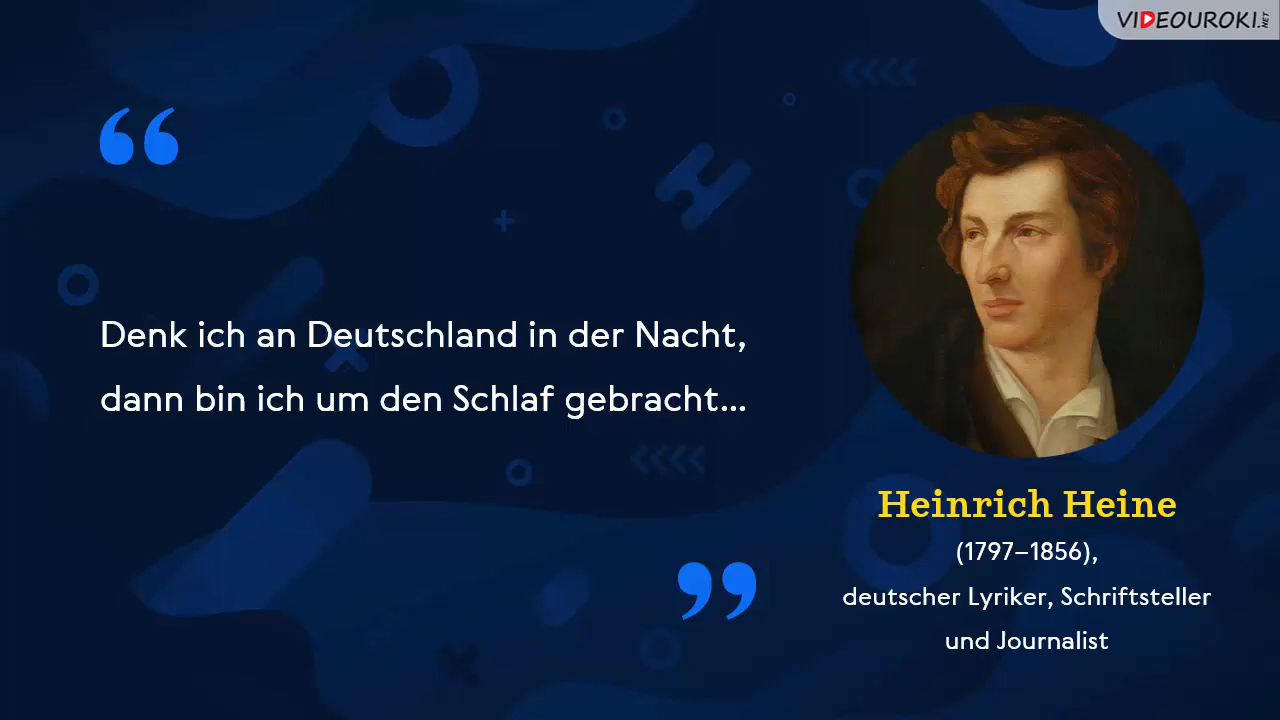 VIDEOUROKI.NET
“
Denk ich an Deutschland in der Nacht,
dann bin ich um den Schlaf gebracht...
”
Heinrich Heine
(1797–1856),
deutscher Lyriker, Schriftsteller
und Journalist